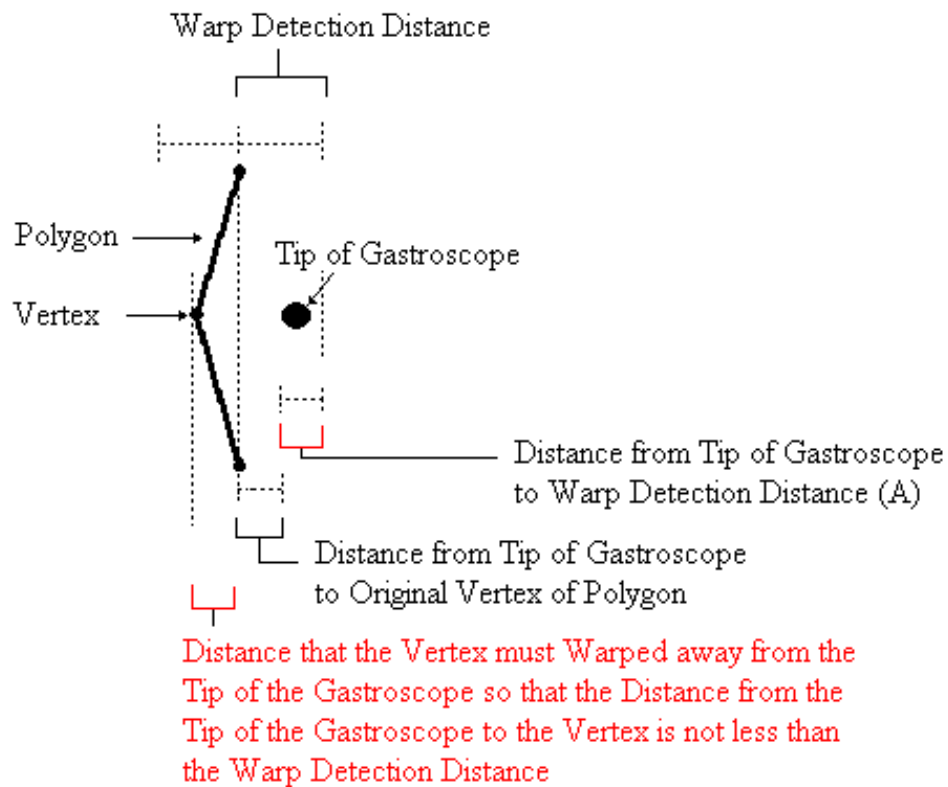 Warp Detection Distance
Polygon
Tip of Gastroscope
Vertex
Distance from Tip of Gastroscope
to Warp Detection Distance (A)
Distance from Tip of Gastroscope
to Original Vertex of Polygon
Distance that the Vertex must Warped away from the
Tip of the Gastroscope so that the Distance from the
Tip of the Gastroscope to the Vertex is not less than
the Warp Detection Distance